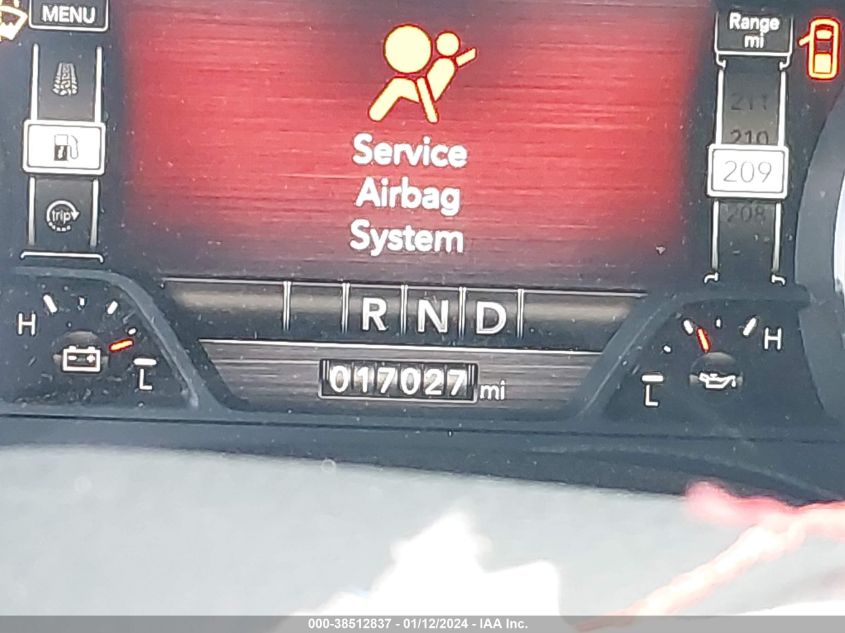 MENU
Range
mi
211
210
209
208
trip
Service
Airbag
System
R N D
H
L
H
L
017027 mi
000-38512837 - 01/12/2024 - IAA Inc.